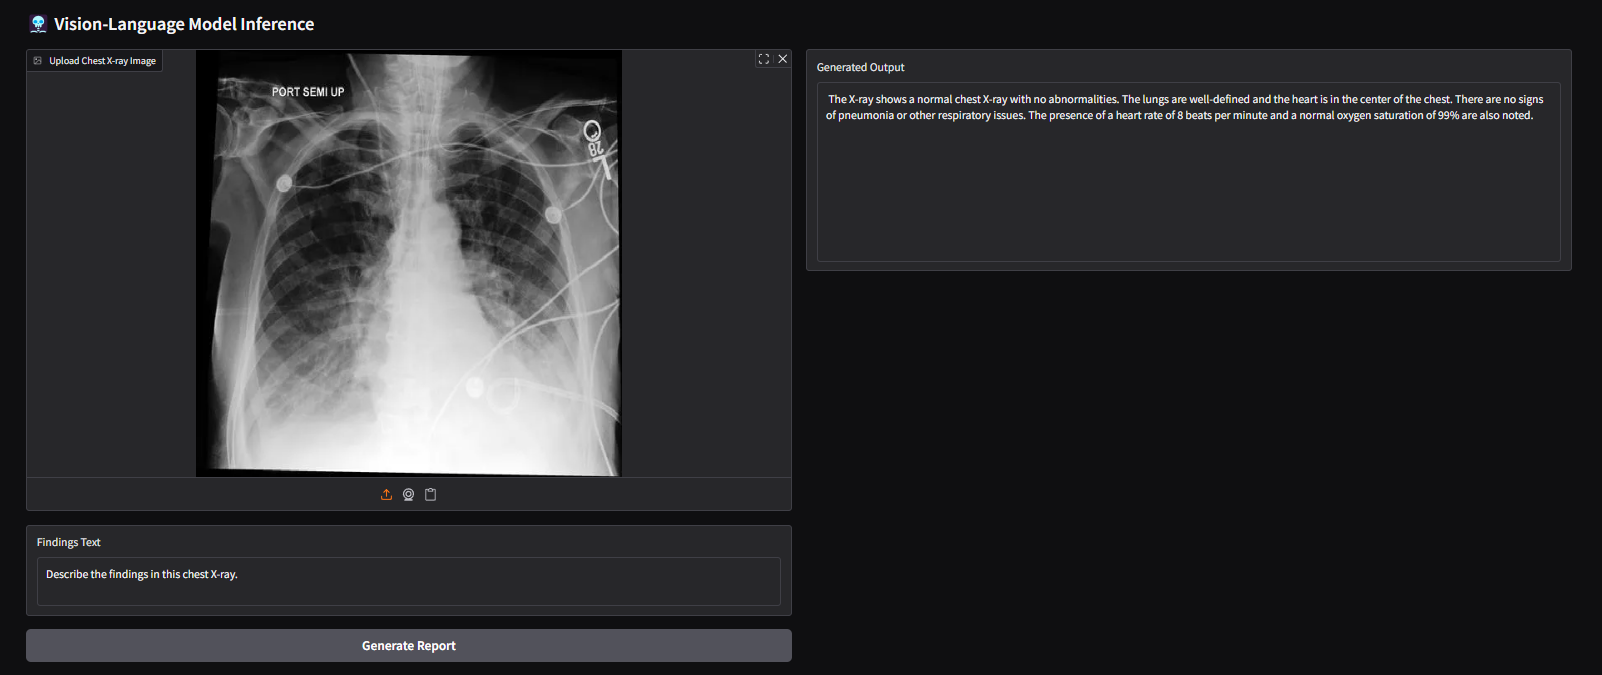 Vision-Language Model Inference
Upload Chest X-ray Image
PORT SEMI UP
Generated Output
The X-ray shows a normal chest X-ray with no abnormalities. The lungs are well-defined and the heart is in the center of the chest. There are no signs
of pneumonia or other respiratory issues. The presence of a heart rate of 8 beats per minute and a normal oxygen saturation of 99% are also noted.
Findings Text
Describe the findings in this chest X-ray.
Generate Report